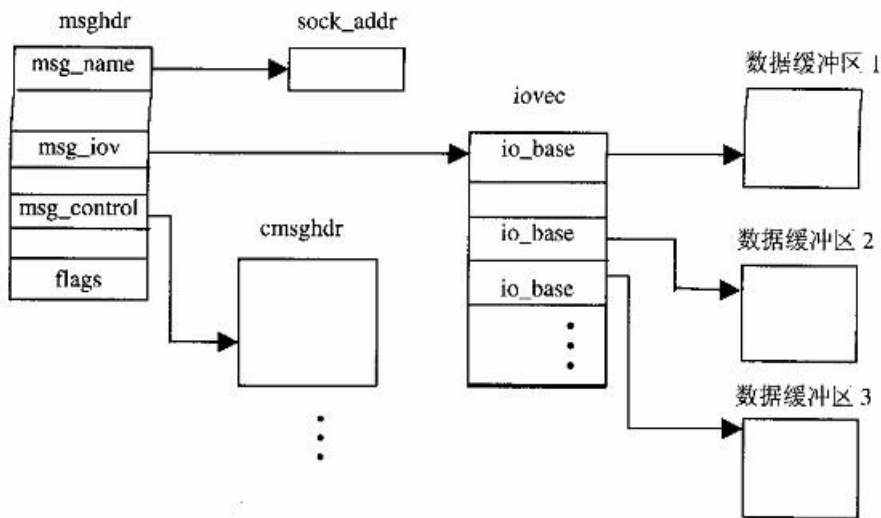 msghdr
sock_addr
msg_name
数据缓冲区 1
iovec
msg_iov
io_base
msg_control
cmsghdr
io_base
数据缓冲区 2
flags
io_base
数据缓冲区 3